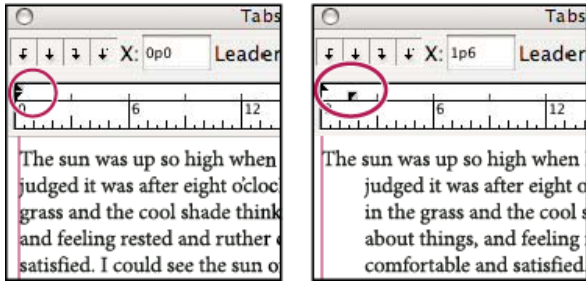 Tabs
X: 0p0 Leader
0 6 12
The sun was up so high when
judged it was after eight o'cloc
grass and the cool shade think
and feeling rested and ruther
satisfied. I could see the sun o
Tabs
X: 1p6 Leader
6 12
The sun was up so high when
judged it was after eight o
in the grass and the cool s
about things, and feeling
comfortable and satisfied.